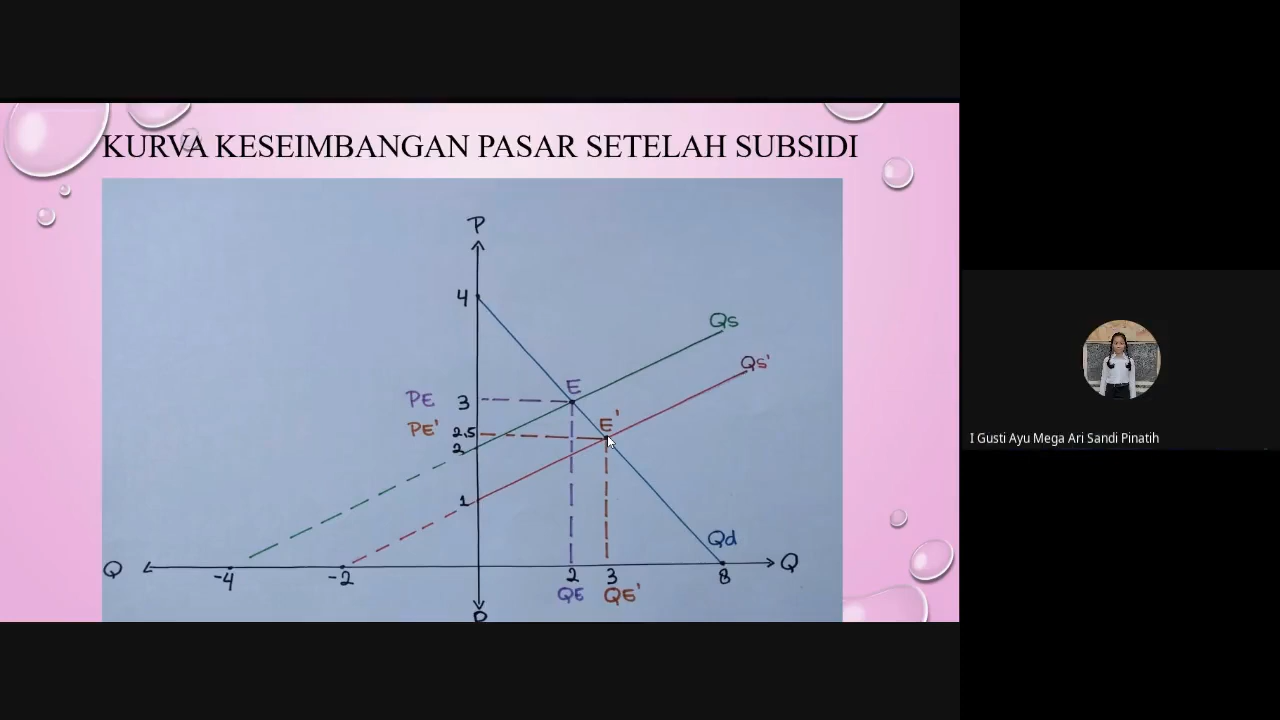 KURVA KESEIMBANGAN PASAR SETELAH SUBSIDI
P
4
Qs
Qs'
PE 3 E
PE' 2,5 E'
2
1
Qd
Q -4 -2 2 3 8 Q
QE QE'
P
I Gusti Ayu Mega Ari Sandi Pinatih